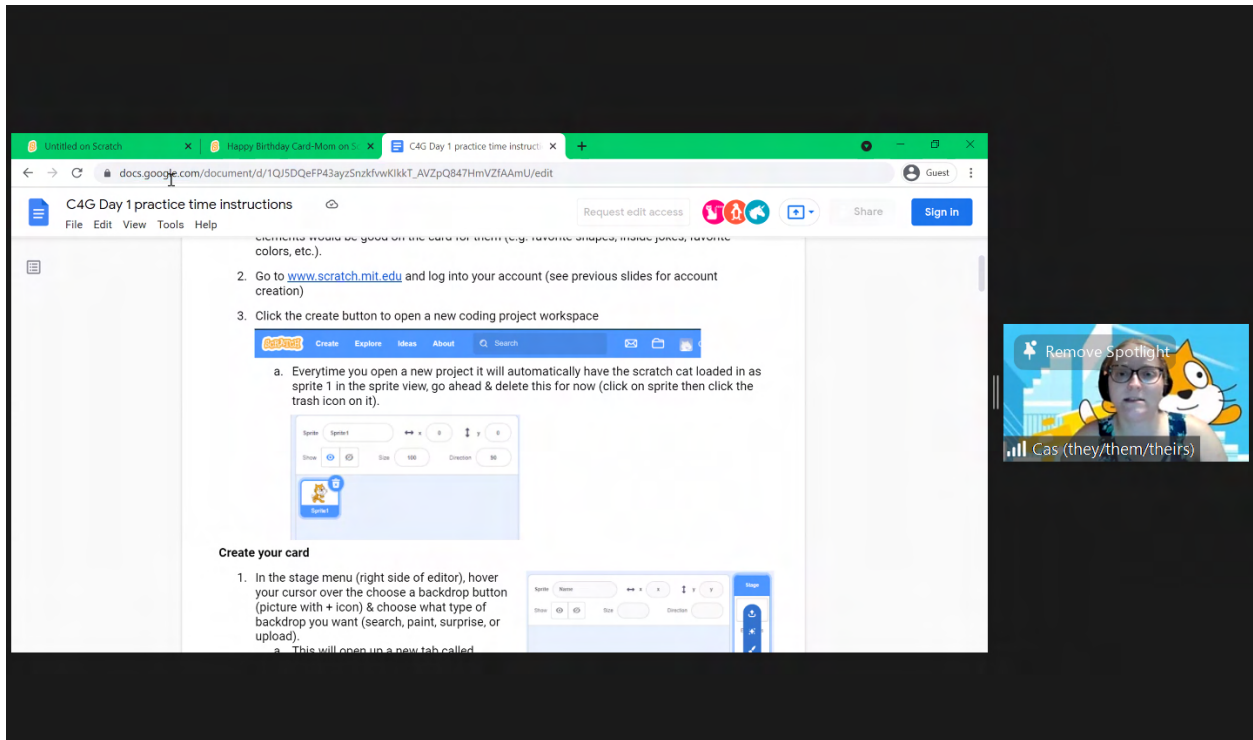 Untitled on Scratch
Happy Birthday Card-Mom on S
C4G Day 1 practice time instructi
docs.google.com/document/d/1QJ5DQeFP43ayzSnzkfvwKIkkT_AVZpQ847HmVZfAAmU/edit
Guest
C4G Day 1 practice time instructions
File Edit View Tools Help
Request edit access
Share
Sign in
elements would be good on the card for them (e.g. favorite shapes, inside jokes, favorite
colors, etc.).
2. Go to www.scratch.mit.edu and log into your account (see previous slides for account
creation)
3. Click the create button to open a new coding project workspace
SCRATCH Create Explore Ideas About Search
a. Everytime you open a new project it will automatically have the scratch cat loaded in as
sprite 1 in the sprite view, go ahead & delete this for now (click on sprite then click the
trash icon on it).
Sprite Sprite1 x 0 y 0
Show Size 100 Direction 90
Sprite1
Create your card
1. In the stage menu (right side of editor), hover
your cursor over the choose a backdrop button
(picture with + icon) & choose what type of
backdrop you want (search, paint, surprise, or
upload).
a. This will open up a new tab called
Sprite Name x x y y
Show Size Direction
Stage
Remove Spotlight
Cas (they/them/theirs)